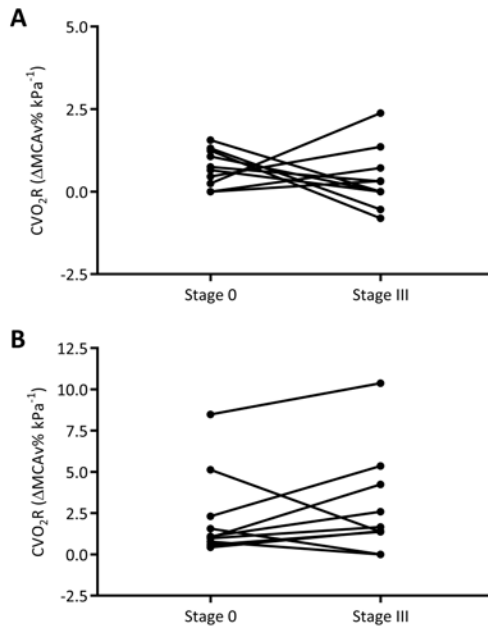 A
5.0
2.5
0.0
-2.5
CVO₂R (ΔMCAv% kPa⁻¹)
Stage 0 Stage III
B
12.5
10.0
7.5
5.0
2.5
0.0
-2.5
CVO₂R (ΔMCAv% kPa⁻¹)
Stage 0 Stage III